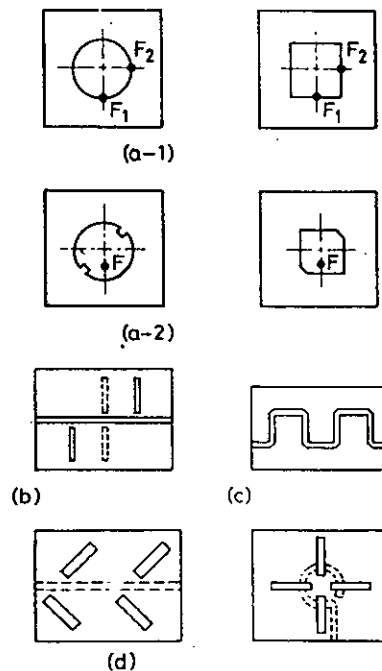 F₂ F₂
F₁ F₁
(a-1)
F F
(a-2)
(b) (c)
(d)